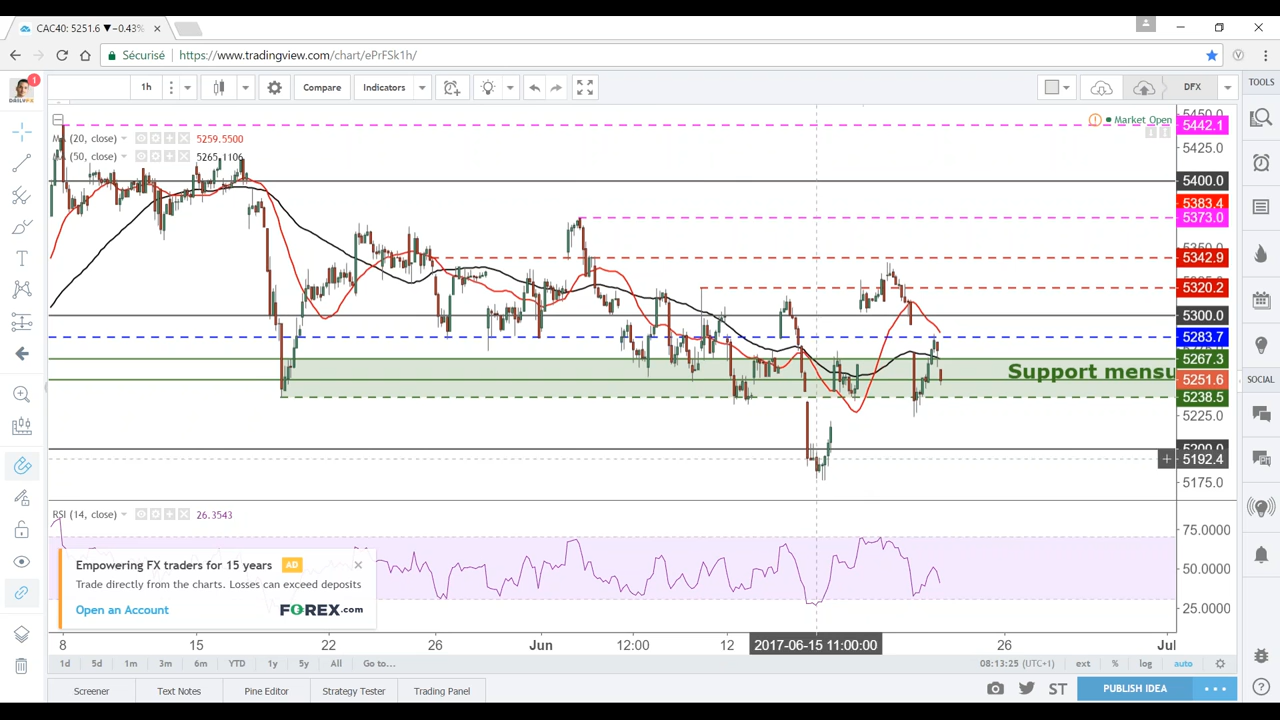 CAC40: 5251.6 ▼−0.43%
Sécurisé https://www.tradingview.com/chart/ePrFSk1h/
1
DAILYFX
1h
Compare
Indicators
DFX
TOOLS
Market Open
(20, close) 5259.5500
(50, close) 5265.1106
5442.1
5425.0
5400.0
5383.4
5373.0
5342.9
5320.2
5300.0
5283.7
5267.3
Support mensu
5251.6
5238.5
5225.0
5200.0
5192.4
5175.0
SOCIAL
RSI (14, close) 26.3543
75.0000
50.0000
25.0000
Empowering FX traders for 15 years AD
Trade directly from the charts. Losses can exceed deposits
Open an Account FOREX.com
8 15 22 26 Jun 12:00 12 2017-06-15 11:00:00 26 Jul
1d 5d 1m 3m 6m YTD 1y 5y All Go to... 08:13:25 (UTC+1) ext % log auto
Screener Text Notes Pine Editor Strategy Tester Trading Panel ST PUBLISH IDEA